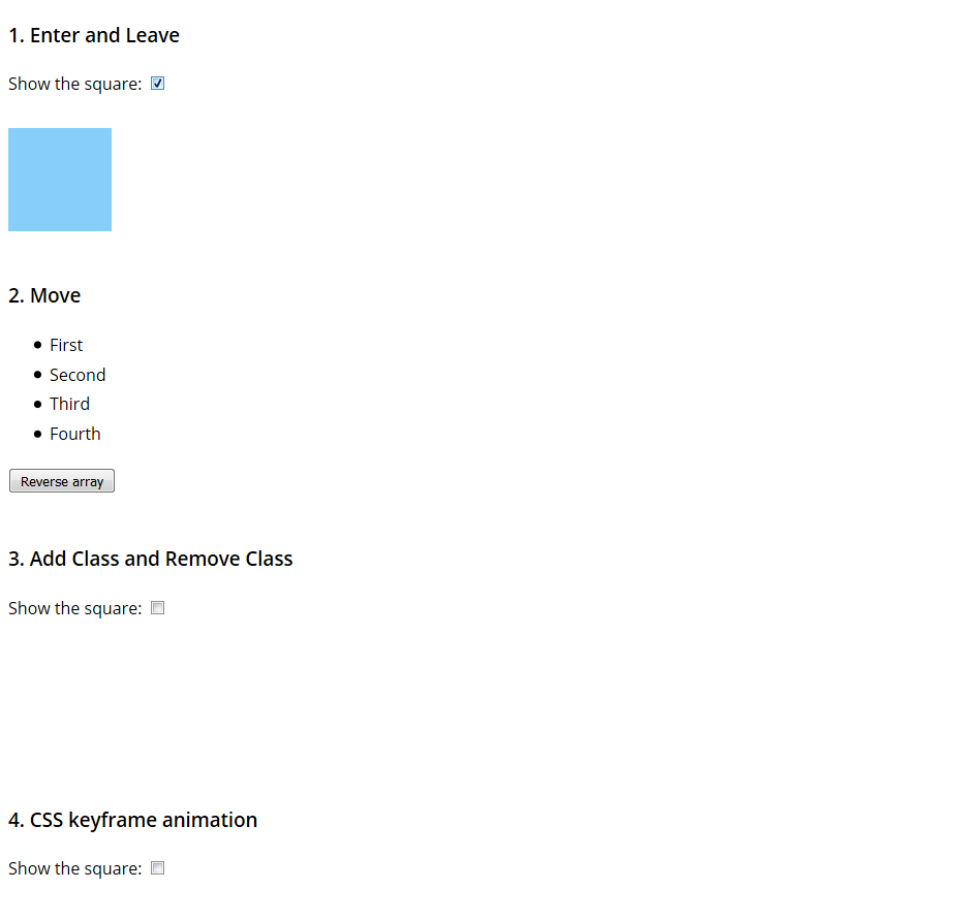 1. Enter and Leave
Show the square:
2. Move
First
Second
Third
Fourth
Reverse array
3. Add Class and Remove Class
Show the square:
4. CSS keyframe animation
Show the square: